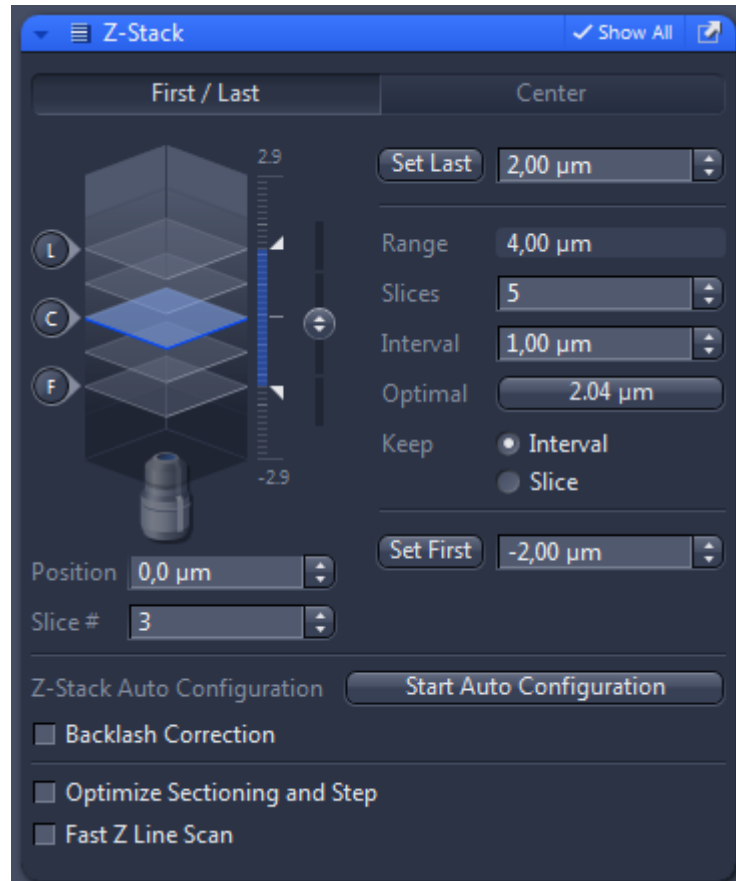 Z-Stack Show All
First / Last Center
2.9
Set Last 2,00 µm
L
Range 4,00 µm
Slices 5
C
Interval 1,00 µm
F
Optimal 2.04 µm
Keep Interval
-2.9
Slice
Set First -2,00 µm
Position 0,0 µm
Slice # 3
Z-Stack Auto Configuration Start Auto Configuration
Backlash Correction
Optimize Sectioning and Step
Fast Z Line Scan